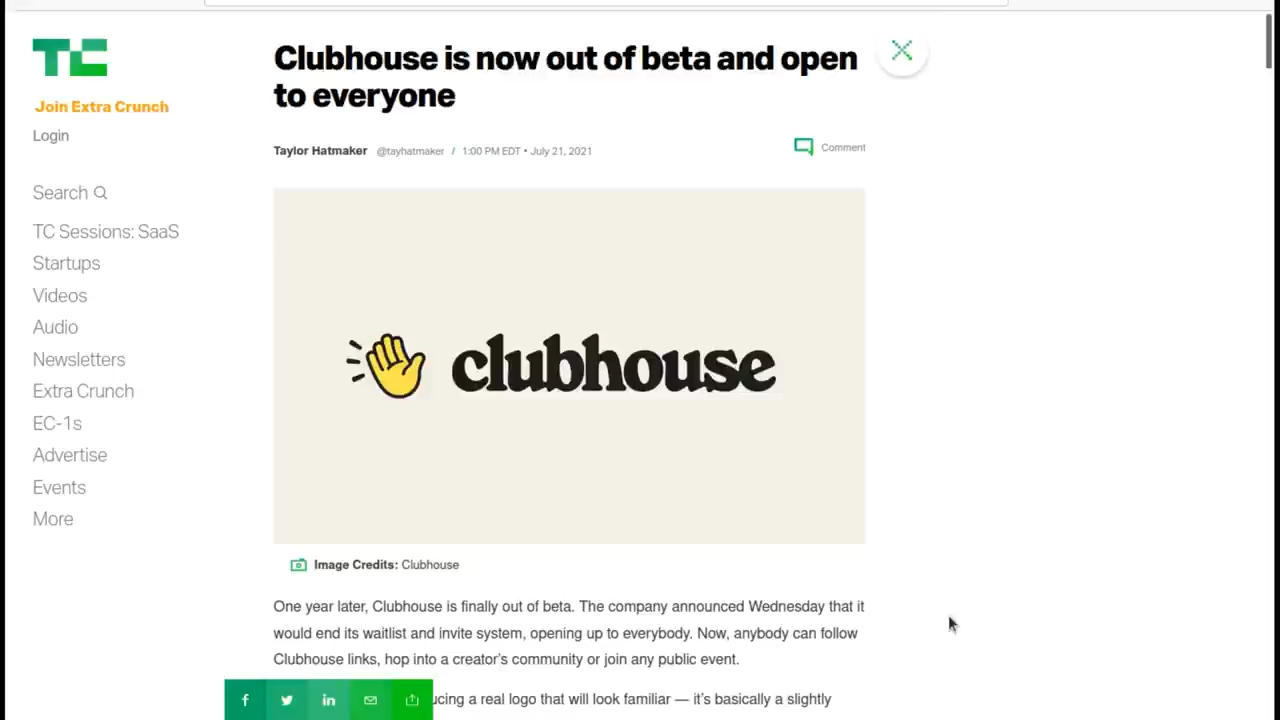 TC
Join Extra Crunch
Login
Search
TC Sessions: SaaS
Startups
Videos
Audio
Newsletters
Extra Crunch
EC-1s
Advertise
Events
More
Clubhouse is now out of beta and open
to everyone
Taylor Hatmaker @tayhatmaker / 1:00 PM EDT • July 21, 2021
Comment
clubhouse
Image Credits: Clubhouse
One year later, Clubhouse is finally out of beta. The company announced Wednesday that it
would end its waitlist and invite system, opening up to everybody. Now, anybody can follow
Clubhouse links, hop into a creator's community or join any public event.
a real logo that will look familiar — it's basically a slightly